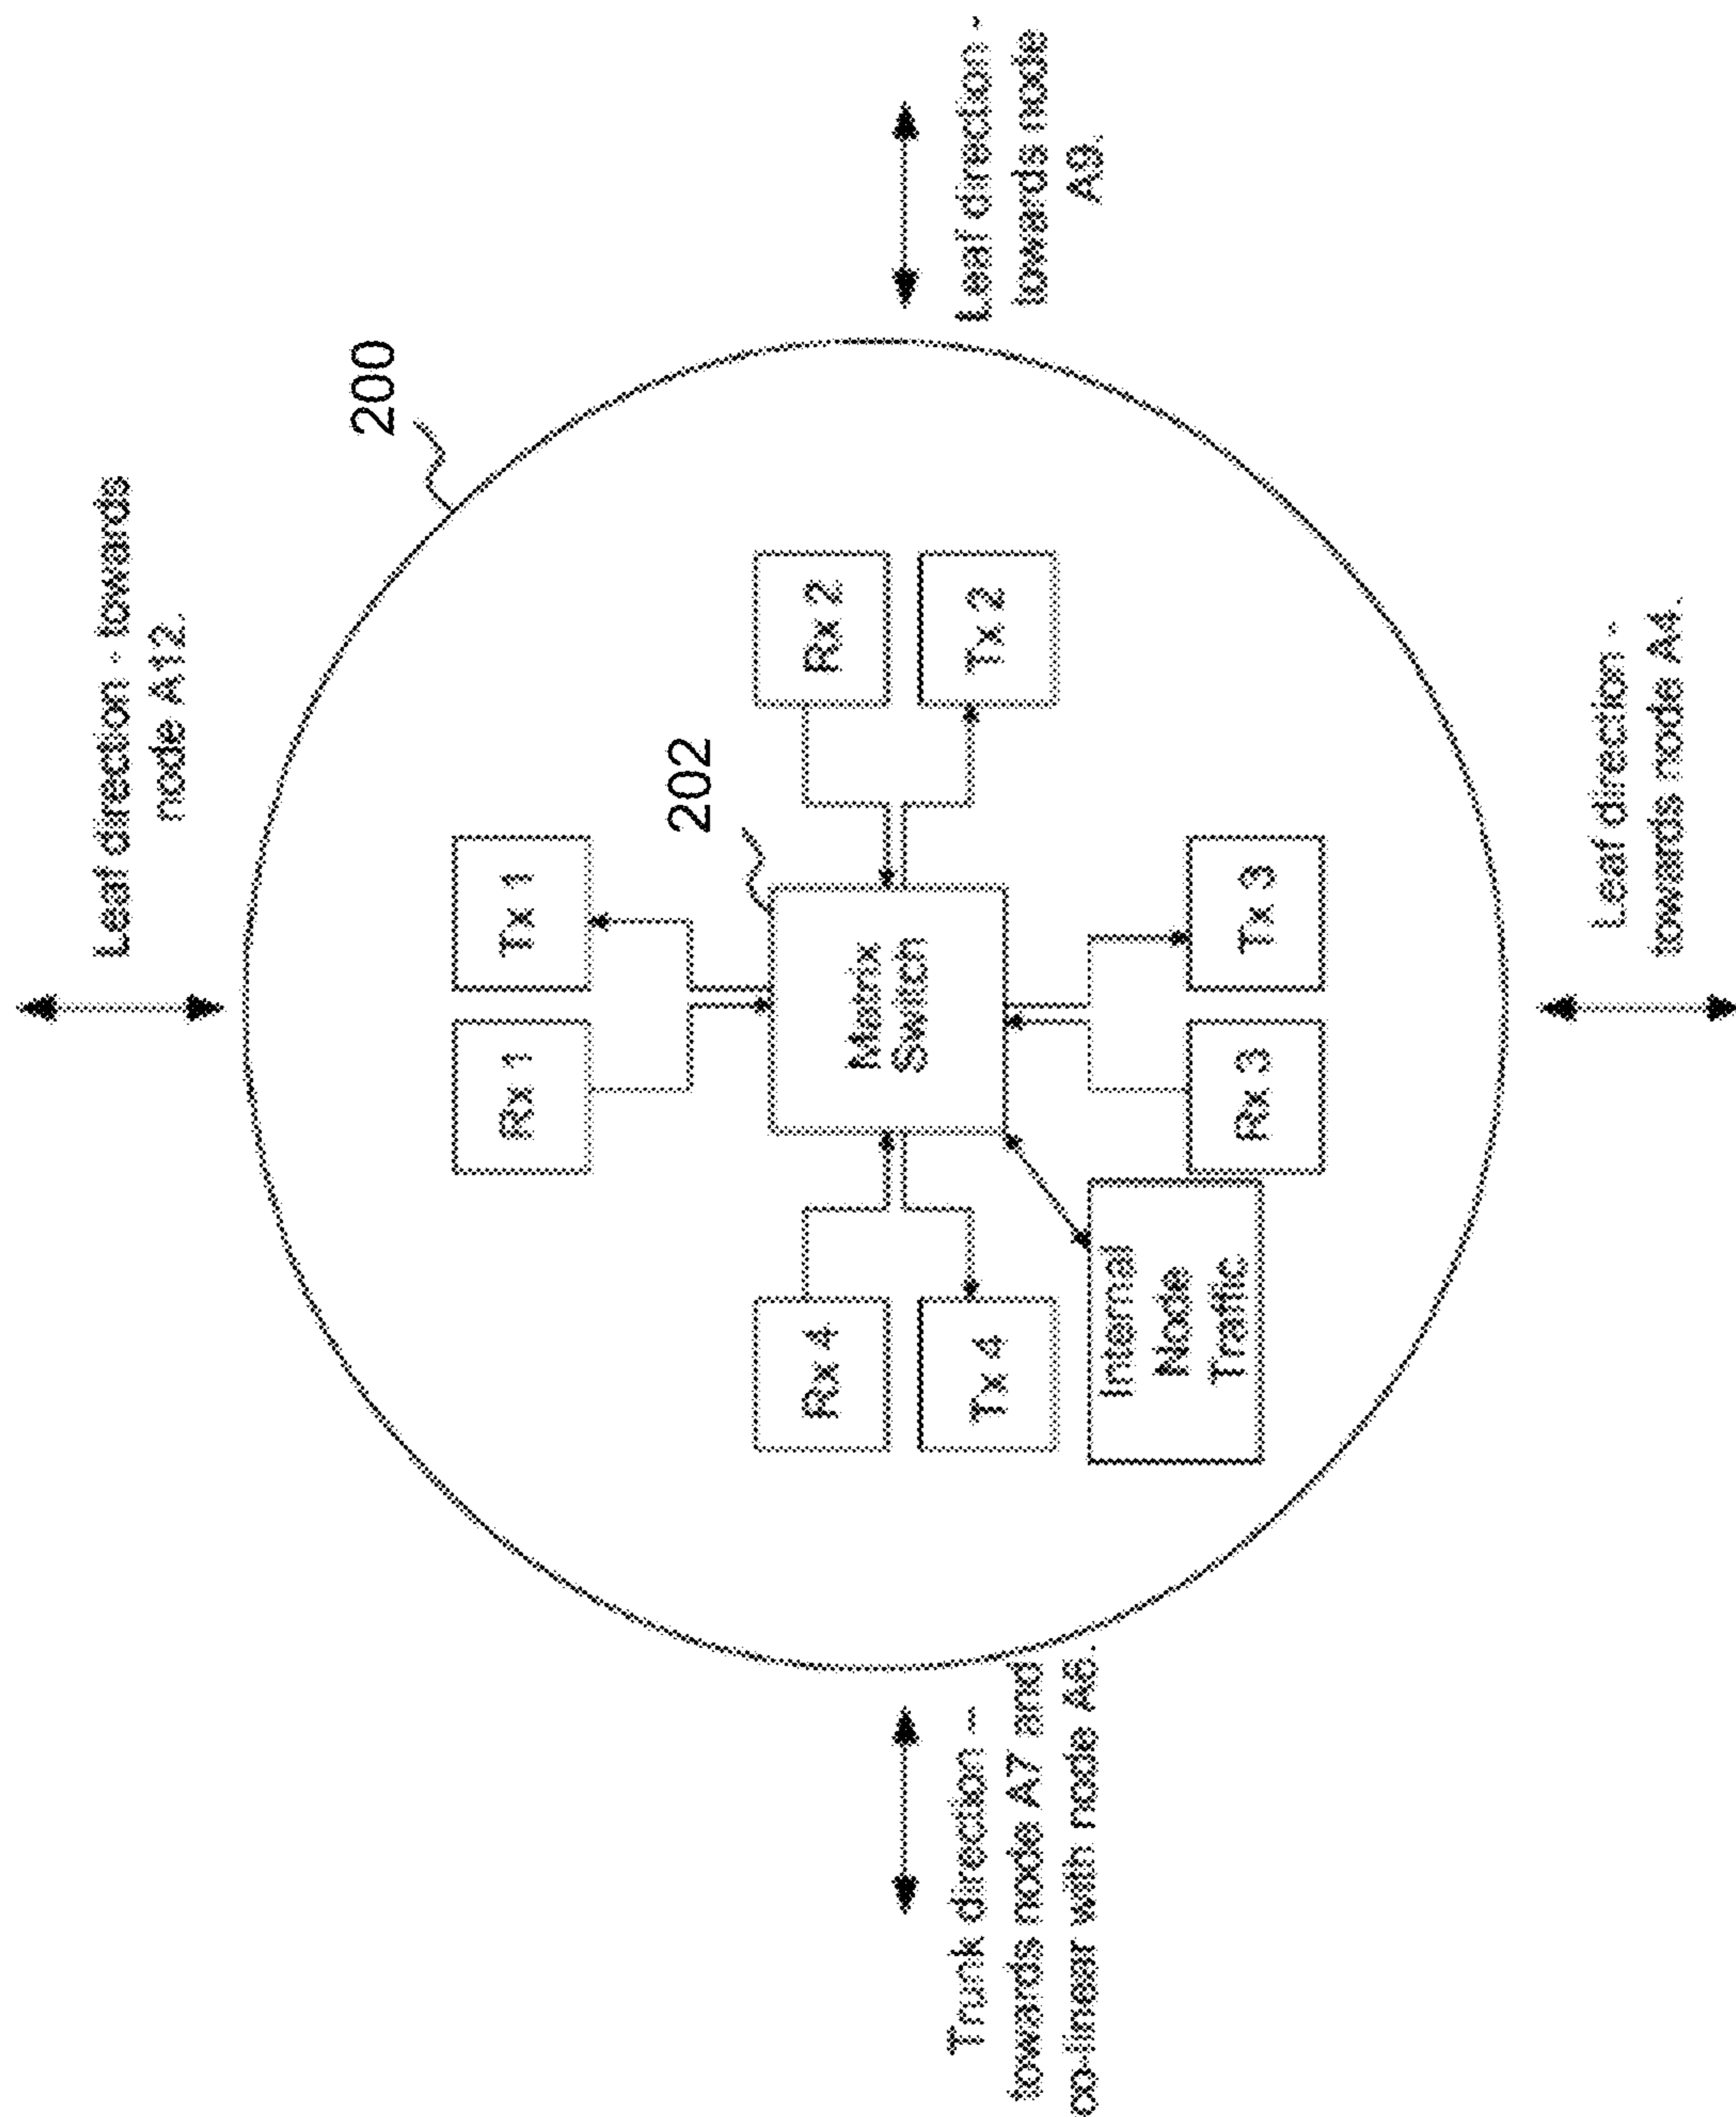 Leaf direction - towards
node A12.
200
Rx 1
Tx 1
202
Rx 4
Rx 2
Matrix
Switch
Tx 4
Tx 2
Trunk direction –
towards node A7 and
co-linear with node A6.
Leaf direction -
towards node
A9.
Internal
Node
Traffic
Rx 3
Tx 3
Leaf direction -
towards node A4.